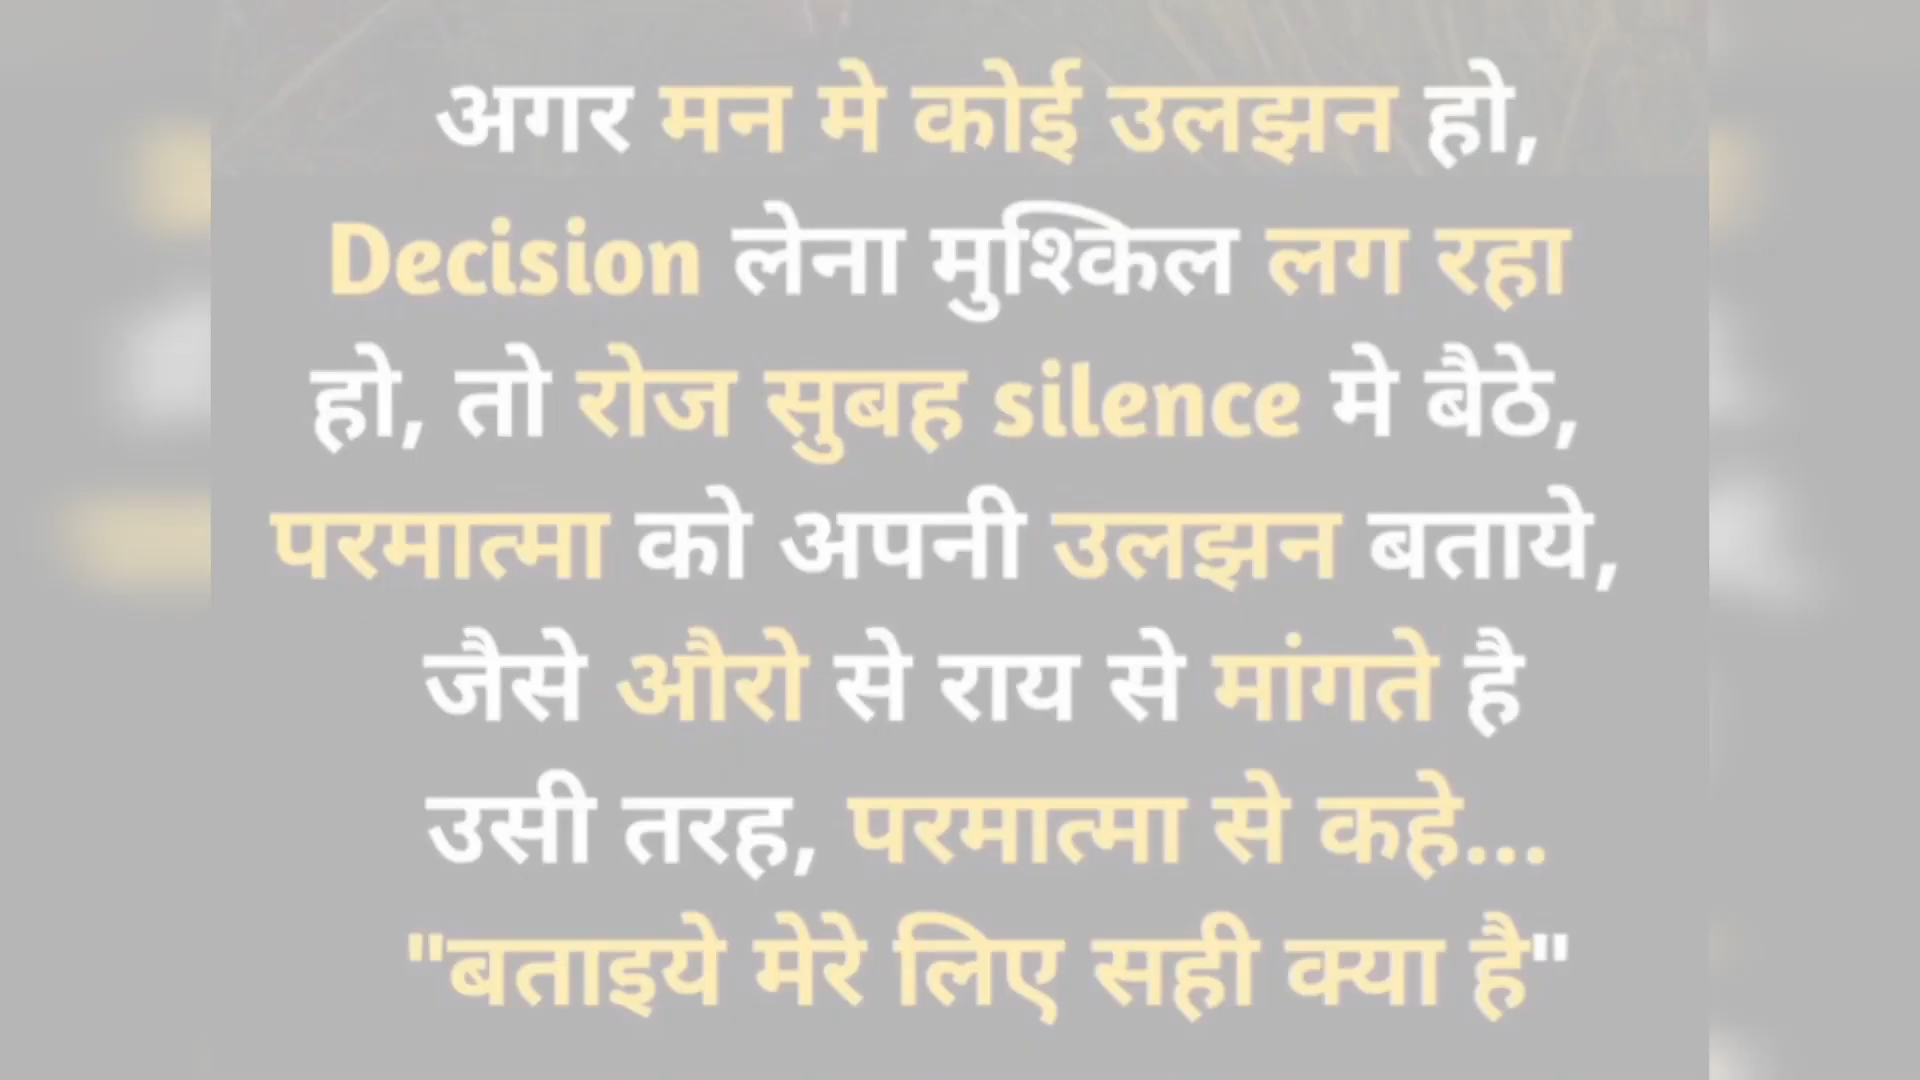 अगर मन मे कोई उलझन हो,
Decision लेना मुश्किल लग रहा
हो, तो रोज सुबह silence मे बैठे,
परमात्मा को अपनी उलझन बताये,
जैसे औरो से राय से मांगते है
उसी तरह, परमात्मा से कहे...
"बताइये मेरे लिए सही क्या है"